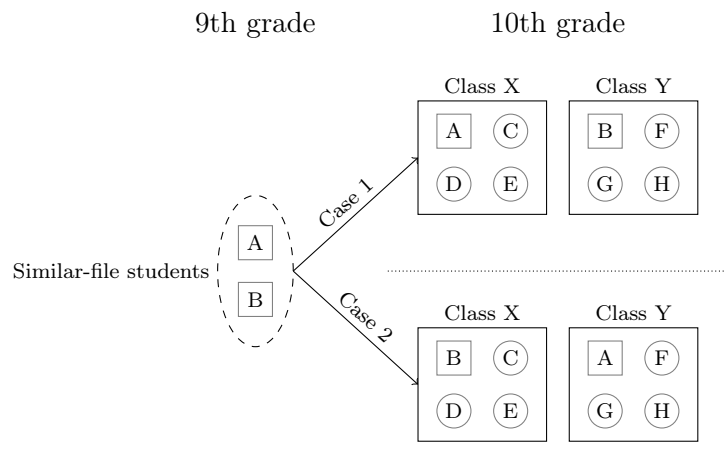 9th grade 10th grade
Class X Class Y
A C B F
D E G H
Case 1
A
Similar-file students
B
Case 2
Class X Class Y
B C A F
D E G H